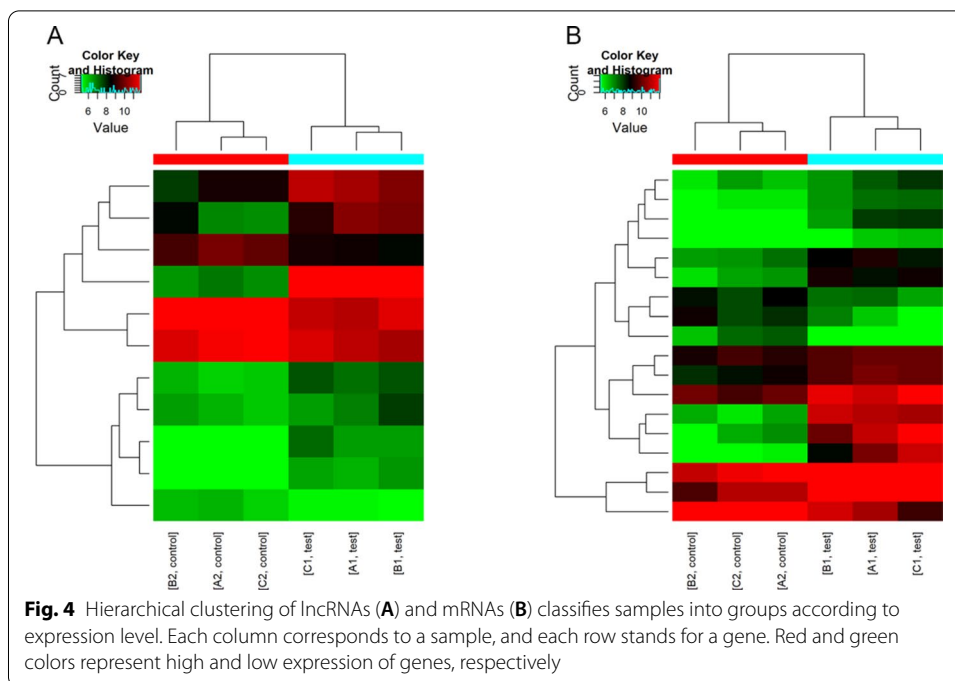 A
Color Key
and Histogram
Count
0
6
8
10
Value
[B2, control]
[A2, control]
[C2, control]
[C1, test]
[A1, test]
[B1, test]
B
Color Key
and Histogram
Count
0
6
8
10
Value
[B2, control]
[C2, control]
[A2, control]
[B1, test]
[A1, test]
[C1, test]
Fig. 4 Hierarchical clustering of lncRNAs (A) and mRNAs (B) classifies samples into groups according to
expression level. Each column corresponds to a sample, and each row stands for a gene. Red and green
colors represent high and low expression of genes, respectively